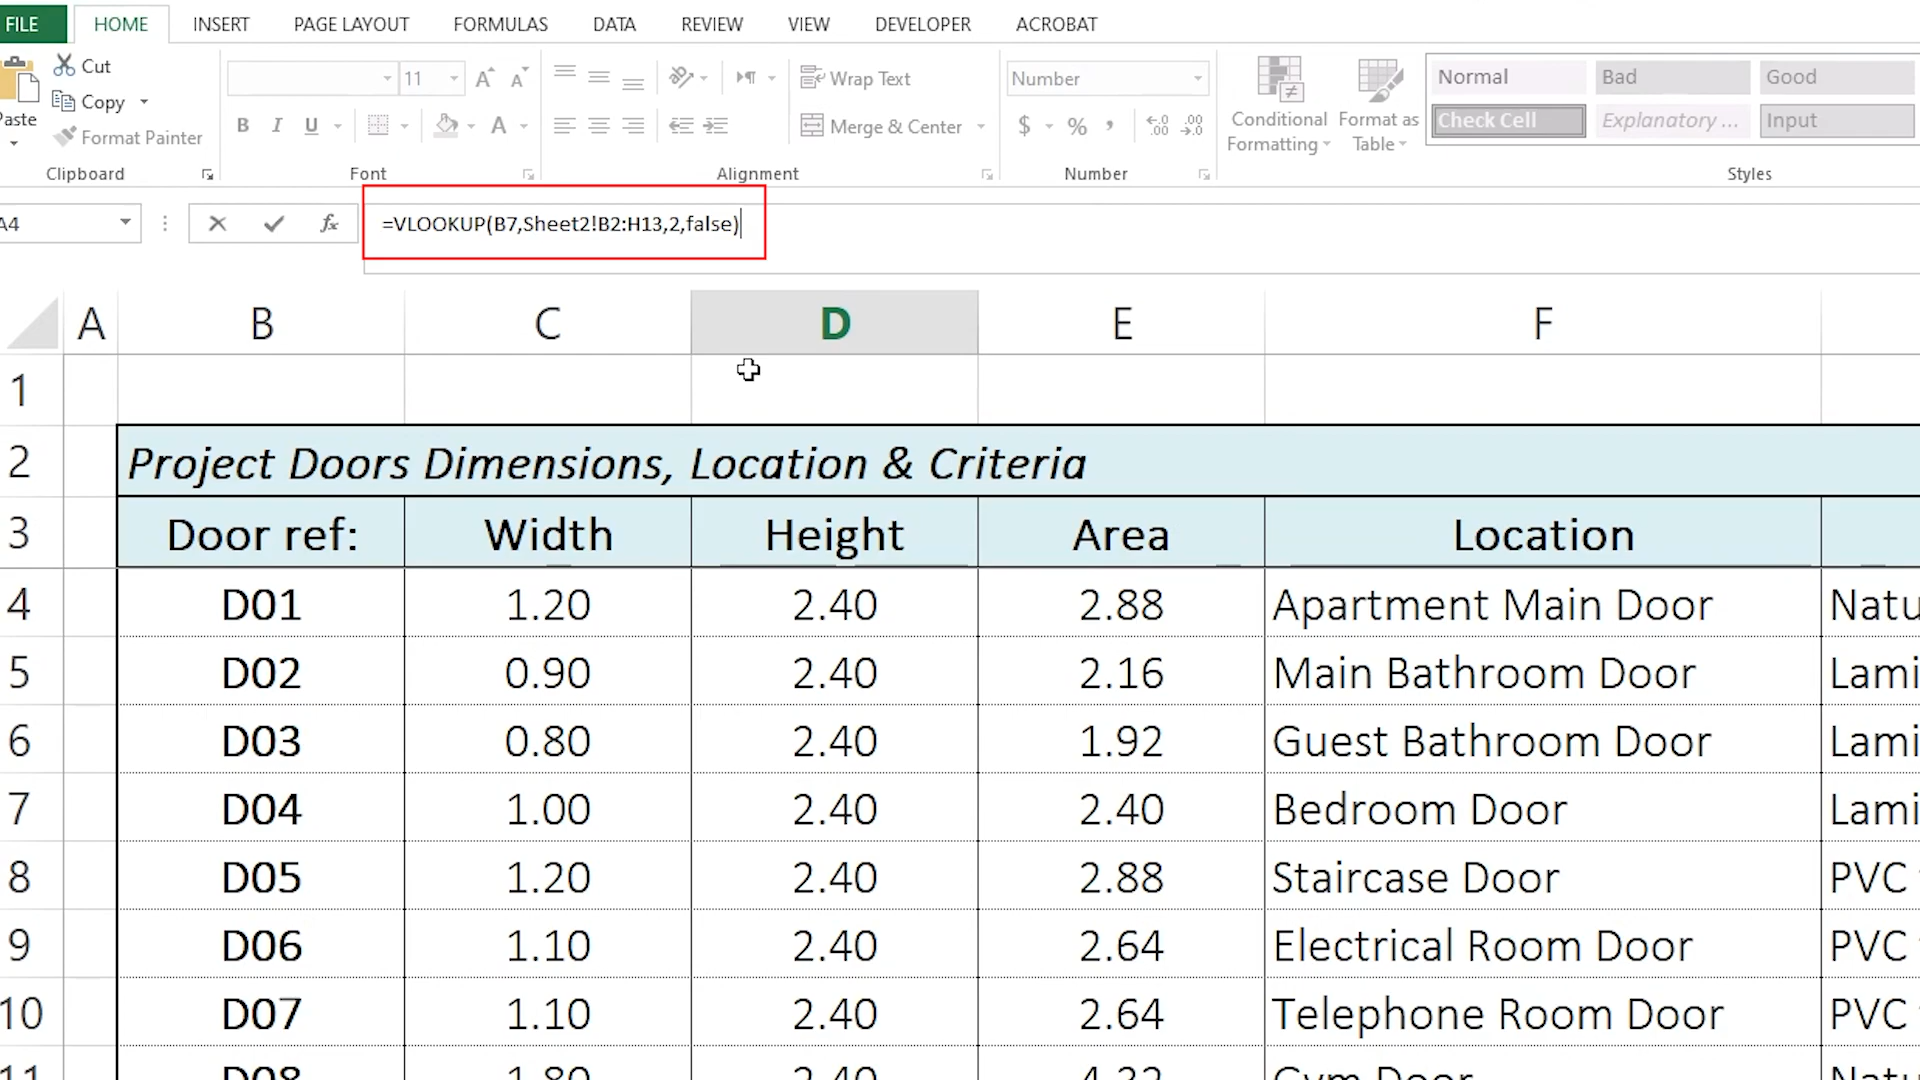 FILE HOME INSERT PAGE LAYOUT FORMULAS DATA REVIEW VIEW DEVELOPER ACROBAT
Cut
Copy
Format Painter
Clipboard
11
B I U A
Font
Wrap Text
Merge & Center
Alignment
Number
$ %
Number
Conditional Formatting
Format as Table
Normal Bad Good
Check Cell Explanatory ... Input
Styles
A4 fx =VLOOKUP(B7,Sheet2!B2:H13,2,false)
A B C D E F
1
2 Project Doors Dimensions, Location & Criteria
3 Door ref: Width Height Area Location
4 D01 1.20 2.40 2.88 Apartment Main Door Natu
5 D02 0.90 2.40 2.16 Main Bathroom Door Lami
6 D03 0.80 2.40 1.92 Guest Bathroom Door Lami
7 D04 1.00 2.40 2.40 Bedroom Door Lami
8 D05 1.20 2.40 2.88 Staircase Door PVC
9 D06 1.10 2.40 2.64 Electrical Room Door PVC
10 D07 1.10 2.40 2.64 Telephone Room Door PVC
11 D08 1.80 2.40 4.32 Gym Door Natu